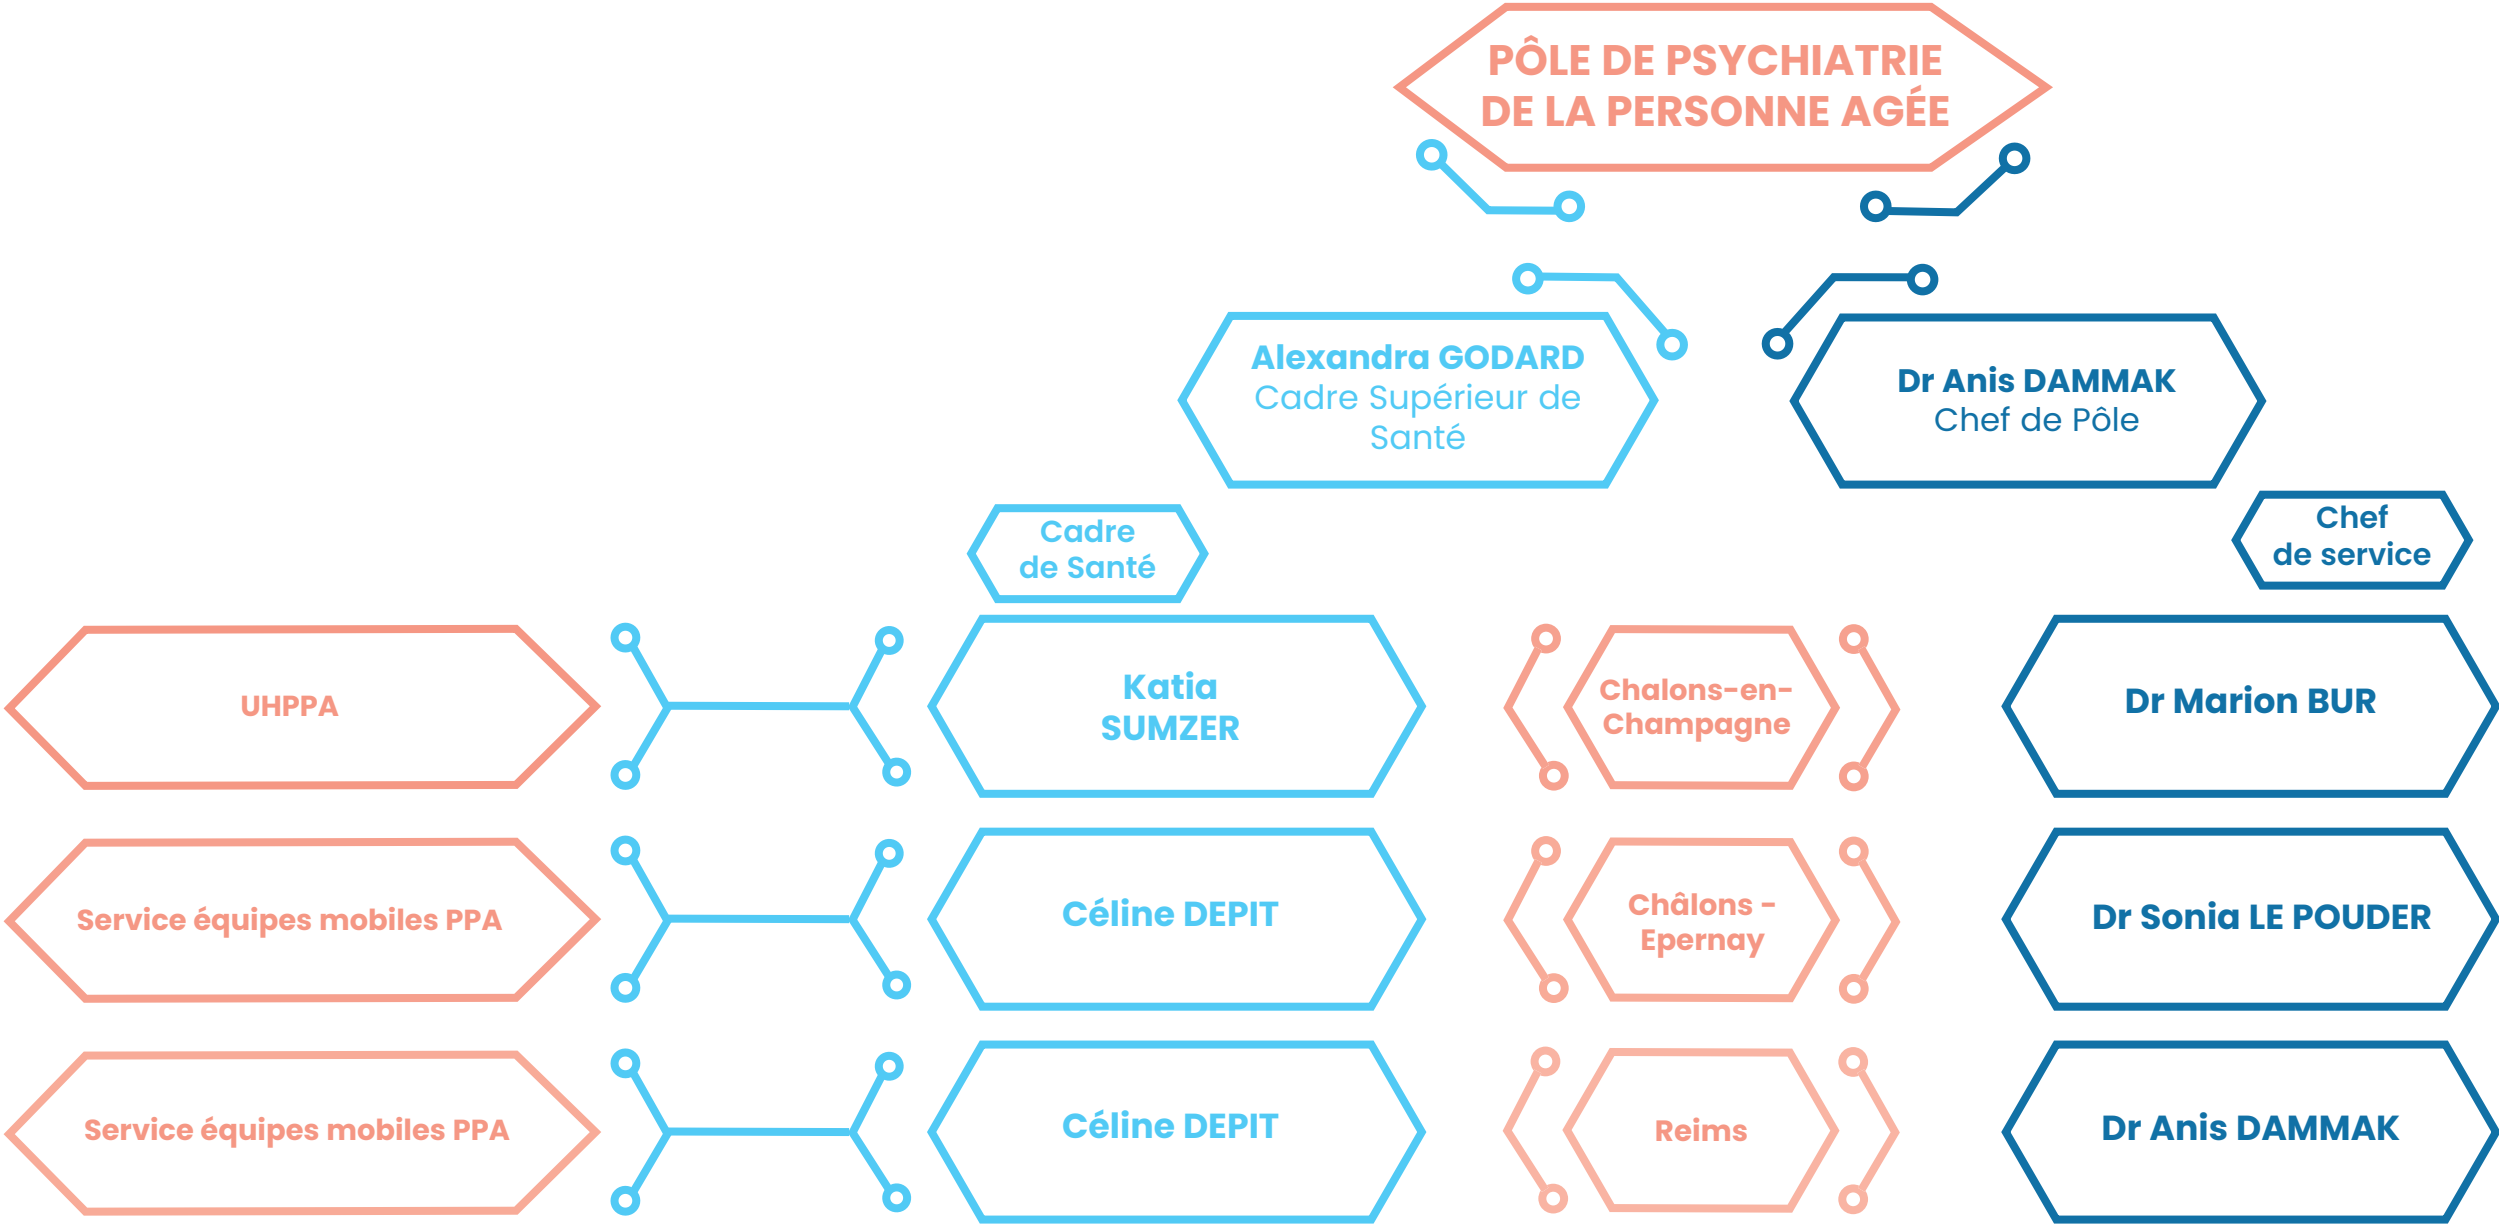 PÔLE DE PSYCHIATRIE
DE LA PERSONNE AGÉE
Alexandra GODARD
Cadre Supérieur de
Santé
Dr Anis DAMMAK
Chef de Pôle
Cadre
de Santé
Chef
de service
UHPPA
Katia
SUMZER
Chalons-en-
Champagne
Dr Marion BUR
Service équipes mobiles PPA
Céline DEPIT
Châlons -
Epernay
Dr Sonia LE POUDER
Service équipes mobiles PPA
Céline DEPIT
Reims
Dr Anis DAMMAK